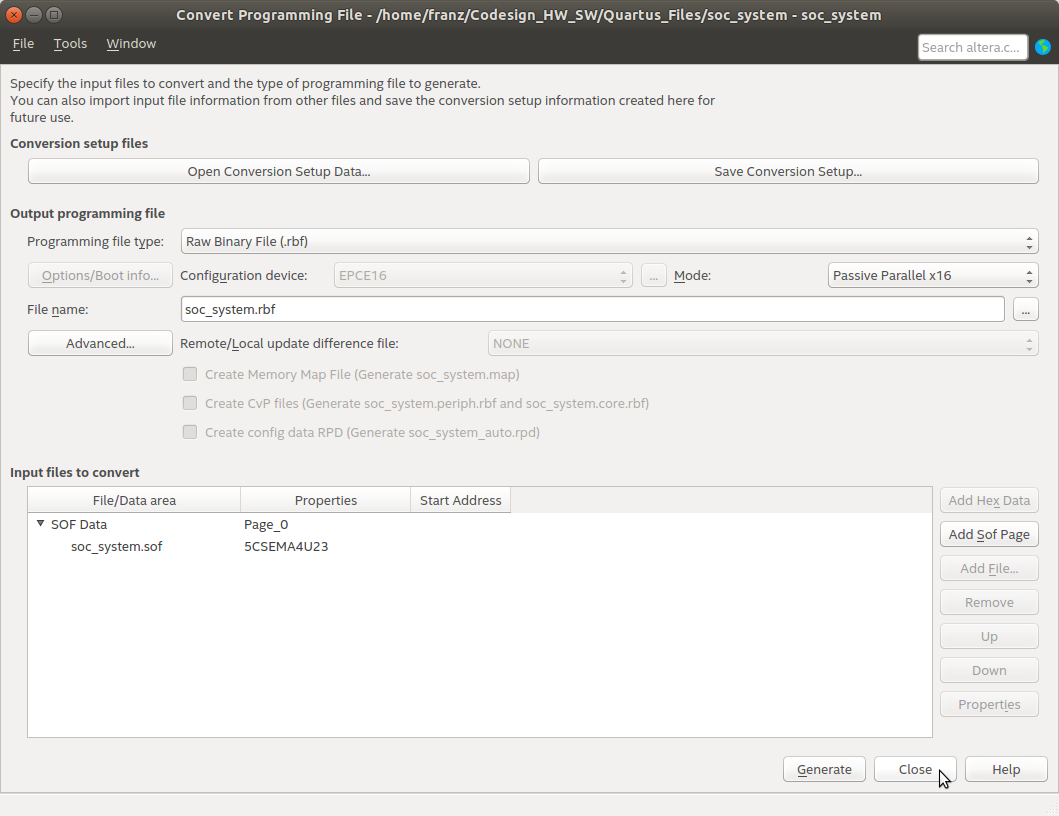 Convert Programming File - /home/franz/Codesign_HW_SW/Quartus_Files/soc_system - soc_system
File Tools Window Search altera.c...
Specify the input files to convert and the type of programming file to generate.
You can also import input file information from other files and save the conversion setup information created here for
future use.
Conversion setup files
Open Conversion Setup Data... Save Conversion Setup...
Output programming file
Programming file type: Raw Binary File (.rbf)
Options/Boot info... Configuration device: EPCE16 ... Mode: Passive Parallel x16
File name: soc_system.rbf ...
Advanced... Remote/Local update difference file: NONE
Create Memory Map File (Generate soc_system.map)
Create CvP files (Generate soc_system.periph.rbf and soc_system.core.rbf)
Create config data RPD (Generate soc_system_auto.rpd)
Input files to convert
File/Data area Properties Start Address Add Hex Data
SOF Data Page_0 Add Sof Page
soc_system.sof 5CSEMA4U23
Add File...
Remove
Up
Down
Properties
Generate Close Help